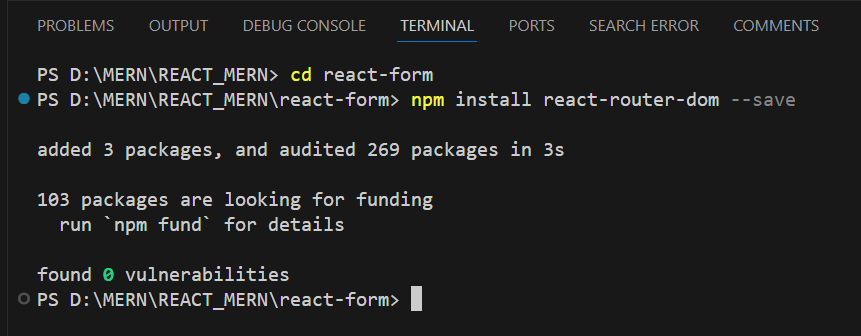 PROBLEMS OUTPUT DEBUG CONSOLE TERMINAL PORTS SEARCH ERROR COMMENTS
PS D:\MERN\REACT_MERN> cd react-form
PS D:\MERN\REACT_MERN\react-form> npm install react-router-dom --save
added 3 packages, and audited 269 packages in 3s
103 packages are looking for funding
  run `npm fund` for details
found 0 vulnerabilities
PS D:\MERN\REACT_MERN\react-form>